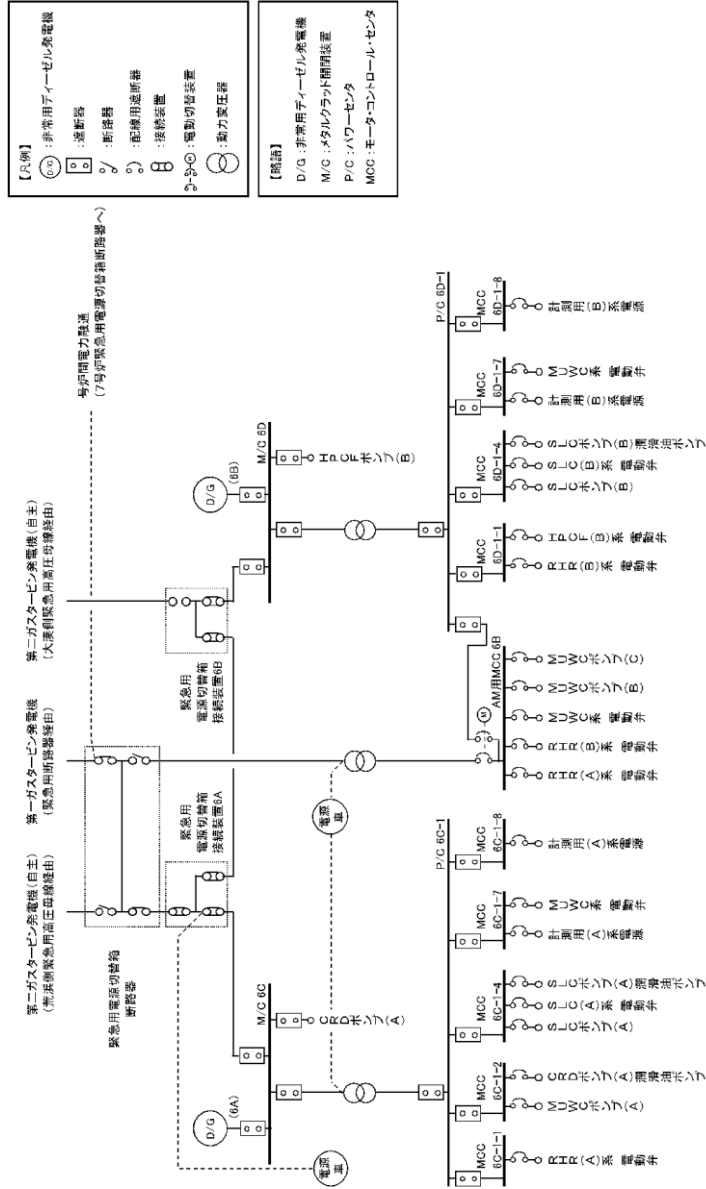 第二ガスタービン発電機(自主)
(荒浜側緊急用高圧母線経由)
第一ガスタービン発電機
(緊急用断路器経由)
第二ガスタービン発電機(自主)
(大湊側緊急用高圧母線経由)
号炉間電力融通
(7号炉緊急用電源切替箱断路器へ)
緊急用電源切替箱
断路器
緊急用
電源切替箱
接続装置6A
緊急用
電源切替箱
接続装置6B
D/G
(6A)
M/C 6C
CRDポンプ(A)
D/G
(6B)
M/C 6D
HPCFポンプ(B)
電源
車
電源
車
P/C 6C-1
MCC
6C-1-1
RHR(A)系 電動弁
MCC
6C-1-2
MUWCポンプ(A)
CRDポンプ(A)潤滑油ポンプ
MCC
6C-1-4
SLCポンプ(A)
SLC(A)系 電動弁
SLCポンプ(A)潤滑油ポンプ
MCC
6C-1-7
計測用(A)系電源
MUWC系 電動弁
MCC
6C-1-8
計測用(A)系電源
AM用MCC 6B
RHR(A)系 電動弁
RHR(B)系 電動弁
MUWC系 電動弁
MUWCポンプ(B)
MUWCポンプ(C)
M
P/C 6D-1
MCC
6D-1-1
RHR(B)系 電動弁
HPCF(B)系 電動弁
MCC
6D-1-4
SLCポンプ(B)
SLC(B)系 電動弁
SLCポンプ(B)潤滑油ポンプ
MCC
6D-1-7
計測用(B)系電源
MUWC系 電動弁
MCC
6D-1-8
計測用(B)系電源
【凡例】
D/G :非常用ディーゼル発電機
:遮断器
:断路器
:配線用遮断器
:接続装置
M :電動切替装置
:動力変圧器
【略語】
D/G :非常用ディーゼル発電機
M/C :メタルクラッド開閉装置
P/C :パワーセンタ
MCC :モータ・コントロール・センタ